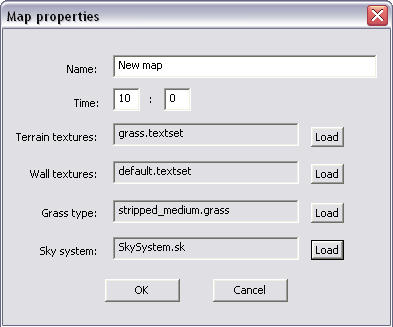 Map properties
Name: New map
Time: 10 : 0
Terrain textures: grass.textset Load
Wall textures: default.textset Load
Grass type: stripped_medium.grass Load
Sky system: SkySystem.sk Load
OK Cancel